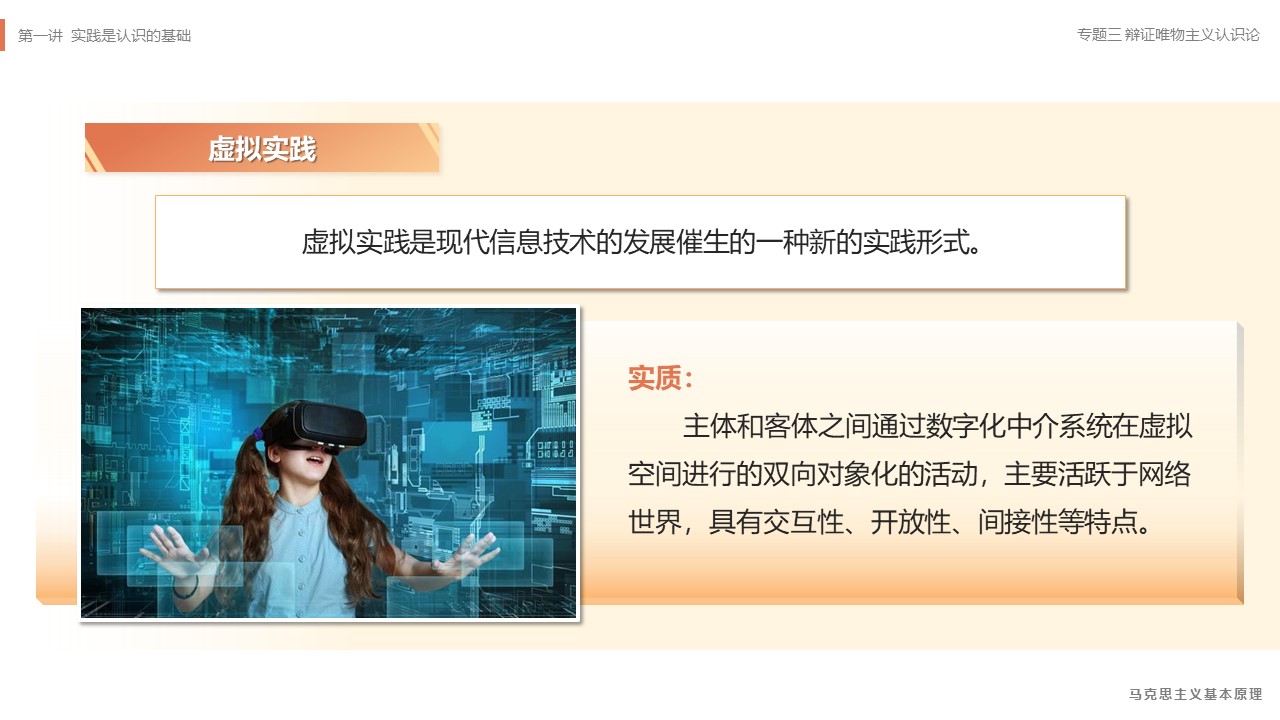 第一讲 实践是认识的基础
专题三 辩证唯物主义认识论
虚拟实践
虚拟实践是现代信息技术的发展催生的一种新的实践形式。
实质：
主体和客体之间通过数字化中介系统在虚拟
空间进行的双向对象化的活动，主要活跃于网络
世界，具有交互性、开放性、间接性等特点。
马克思主义基本原理